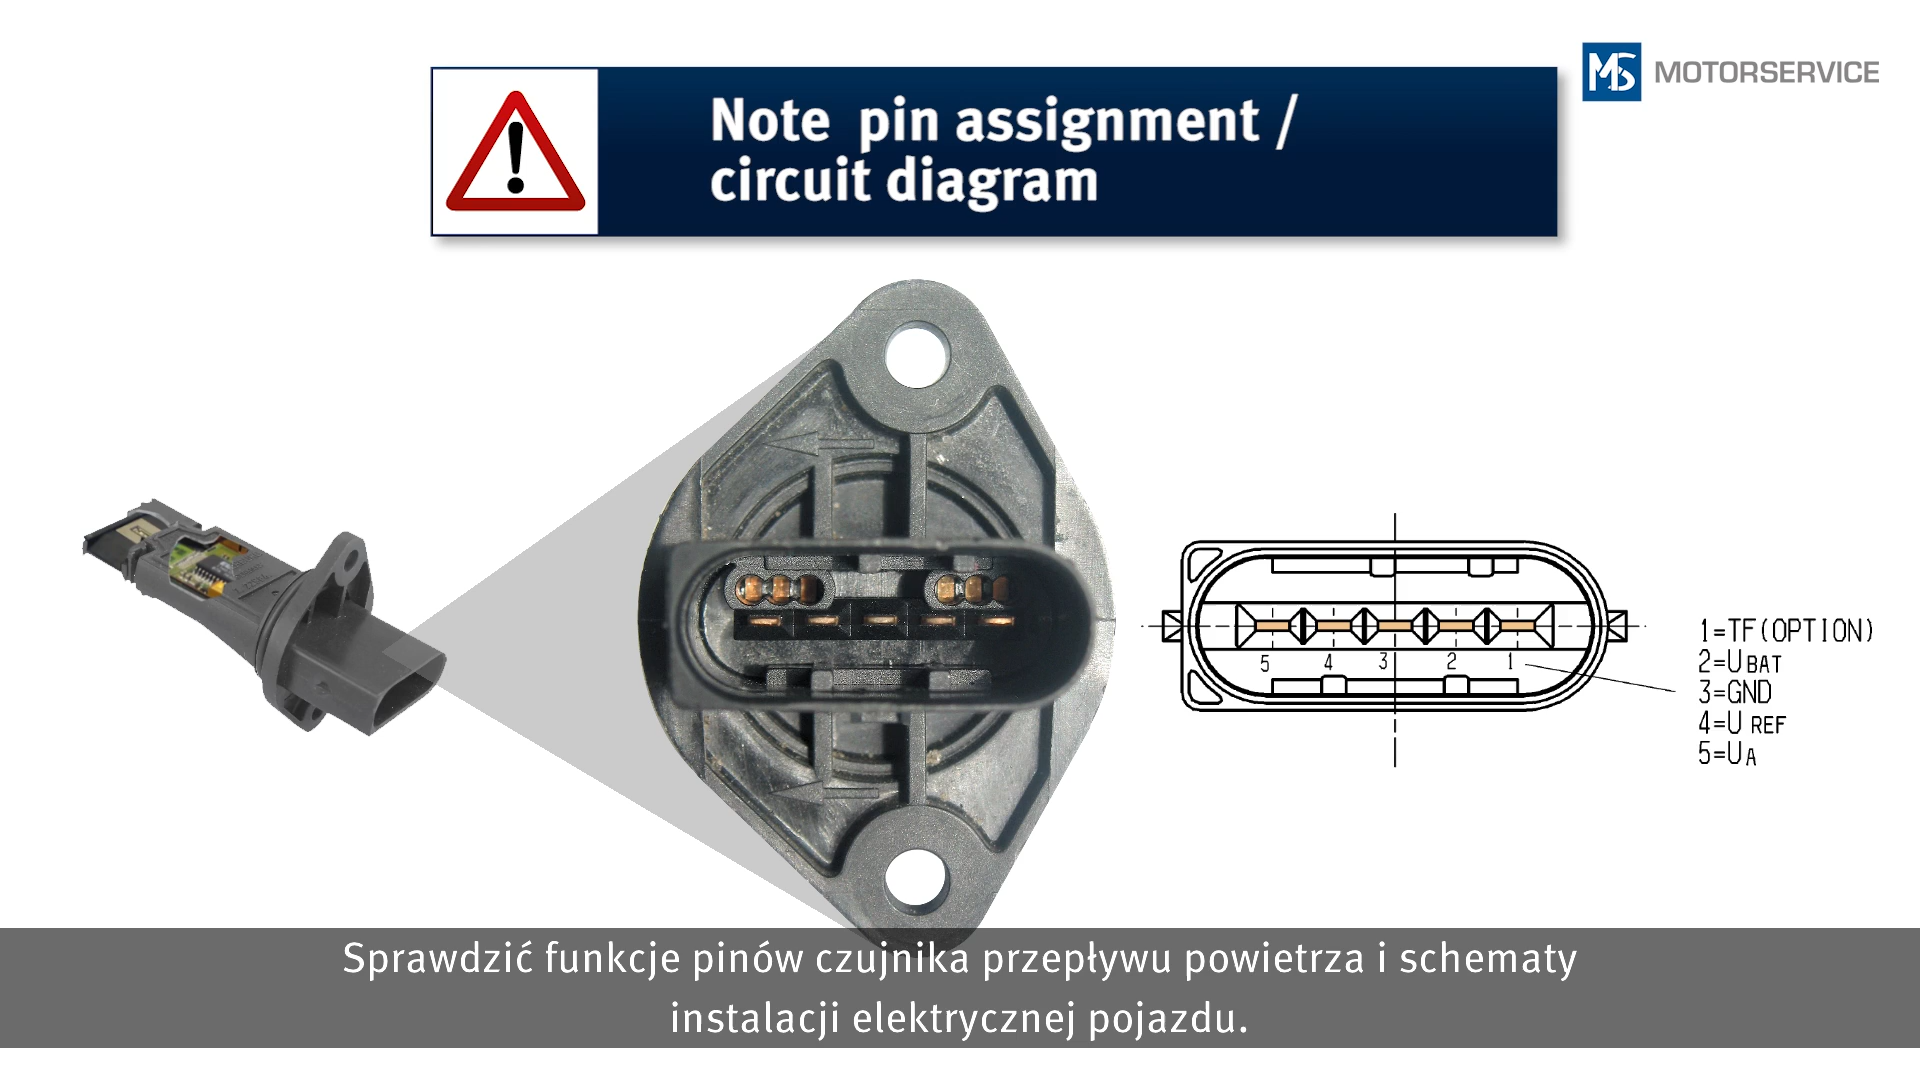 MS MOTORSERVICE
Note pin assignment /
circuit diagram
5 4 3 2 1
1=TF(OPTION)
2=UBAT
3=GND
4=U REF
5=UA
Sprawdzić funkcje pinów czujnika przepływu powietrza i schematy
instalacji elektrycznej pojazdu.